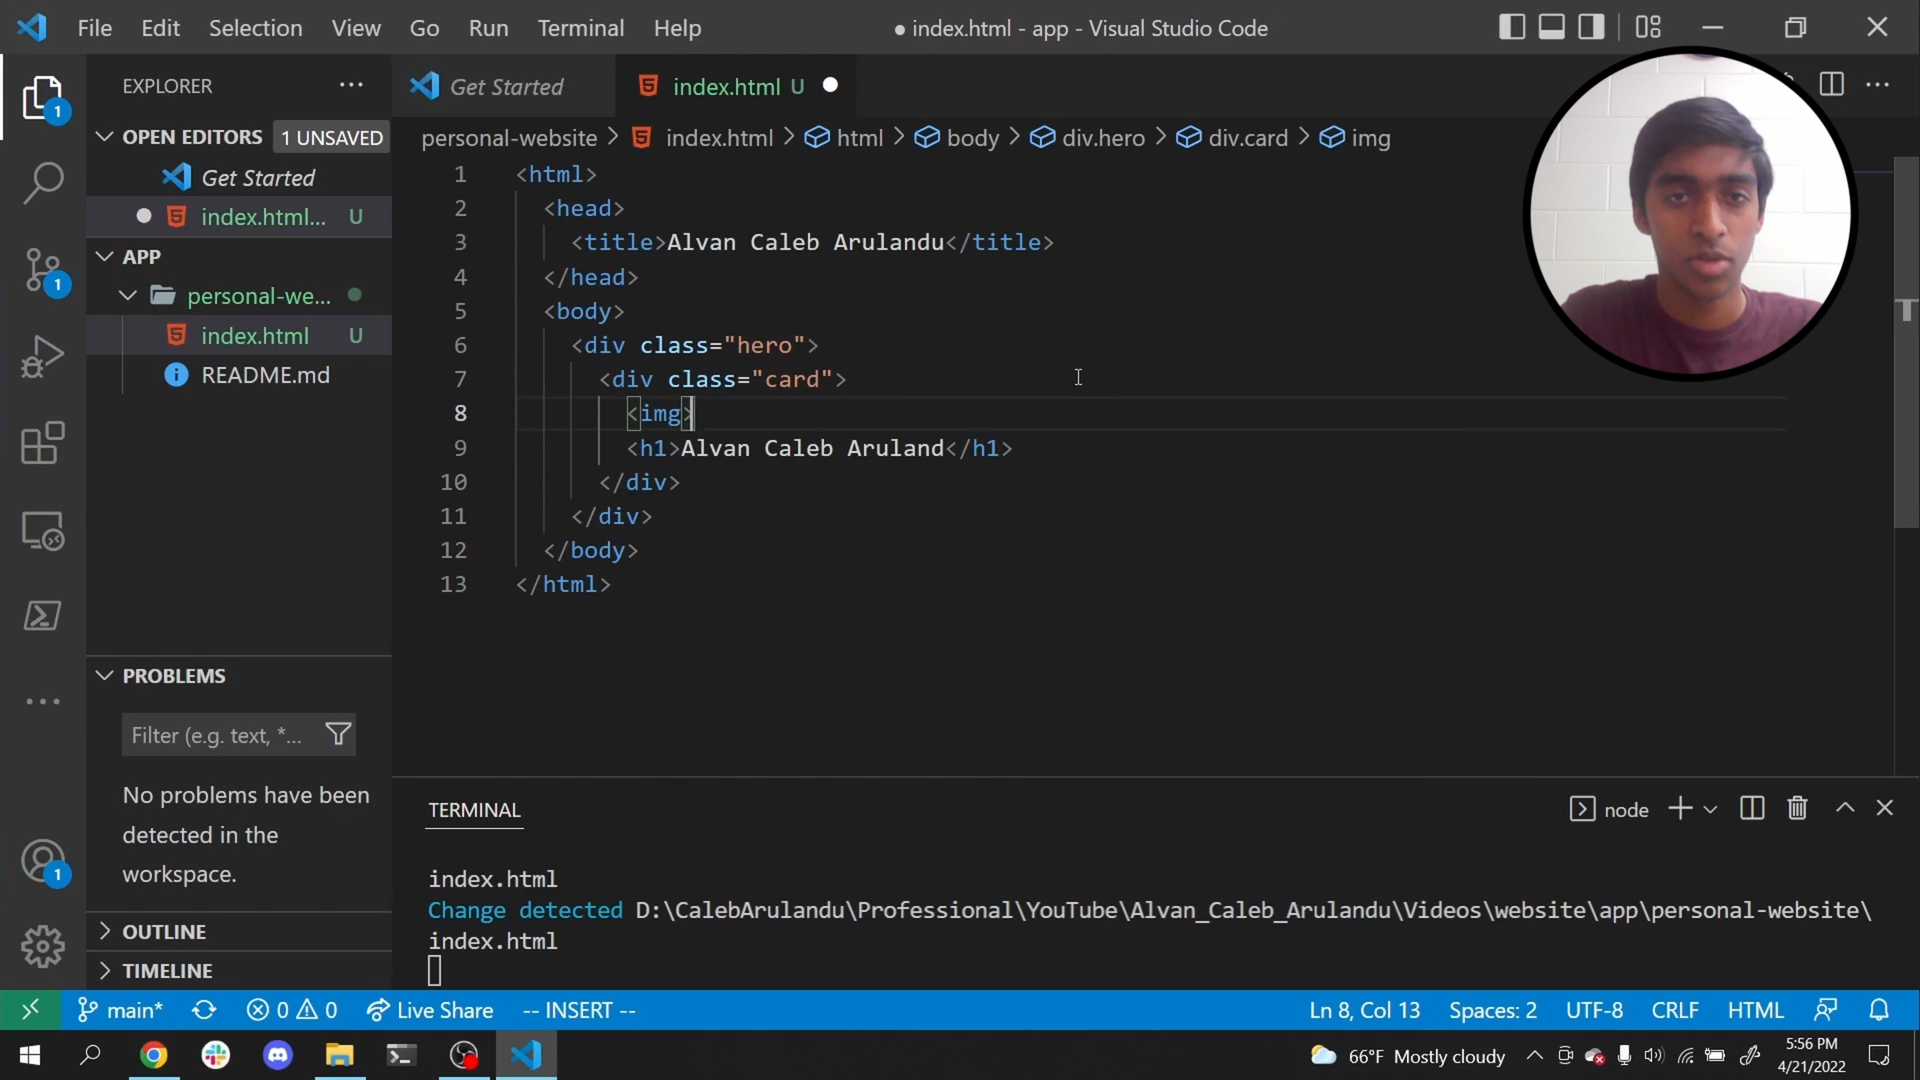 File Edit Selection View Go Run Terminal Help
● index.html - app - Visual Studio Code
EXPLORER
Get Started
index.html U
OPEN EDITORS 1 UNSAVED
Get Started
index.html... U
APP
personal-we...
index.html U
README.md
personal-website > index.html > html > body > div.hero > div.card > img
1 <html>
2 <head>
3 <title>Alvan Caleb Arulandu</title>
4 </head>
5 <body>
6 <div class="hero">
7 <div class="card">
8 <img>
9 <h1>Alvan Caleb Aruland</h1>
10 </div>
11 </div>
12 </body>
13 </html>
PROBLEMS
Filter (e.g. text, *...
No problems have been
detected in the
workspace.
OUTLINE
TIMELINE
TERMINAL
node
index.html
Change detected D:\CalebArulandu\Professional\YouTube\Alvan_Caleb_Arulandu\Videos\website\app\personal-website\
index.html
1
1
1
main* 0 0 Live Share -- INSERT --
Ln 8, Col 13 Spaces: 2 UTF-8 CRLF HTML
66°F Mostly cloudy
5:56 PM
4/21/2022